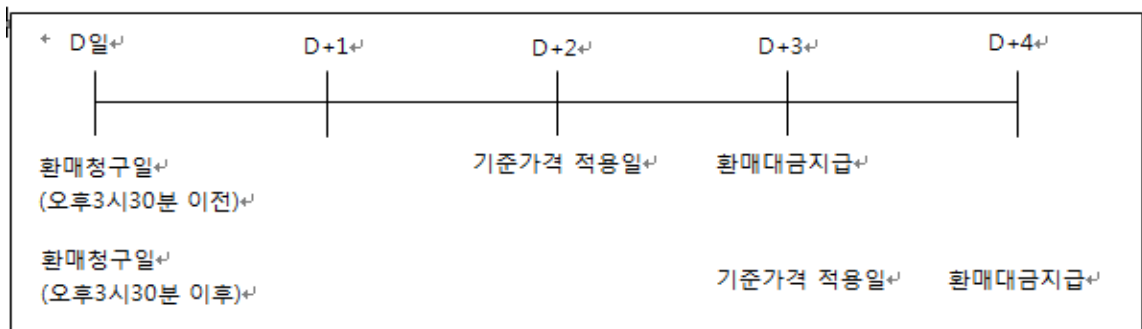 D일 D+1 D+2 D+3 D+4
환매청구일 기준가격 적용일 환매대금지급
(오후3시30분 이전)
환매청구일
(오후3시30분 이후) 기준가격 적용일 환매대금지급